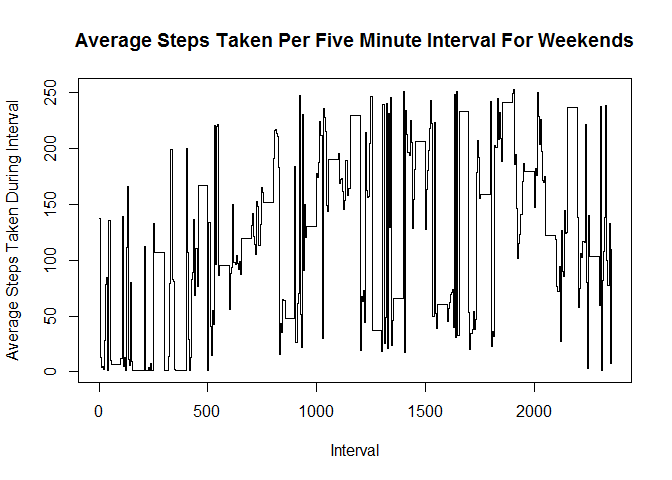 Average Steps Taken Per Five Minute Interval For Weekends
Average Steps Taken During Interval
250
200
150
100
50
0
0 500 1000 1500 2000
Interval